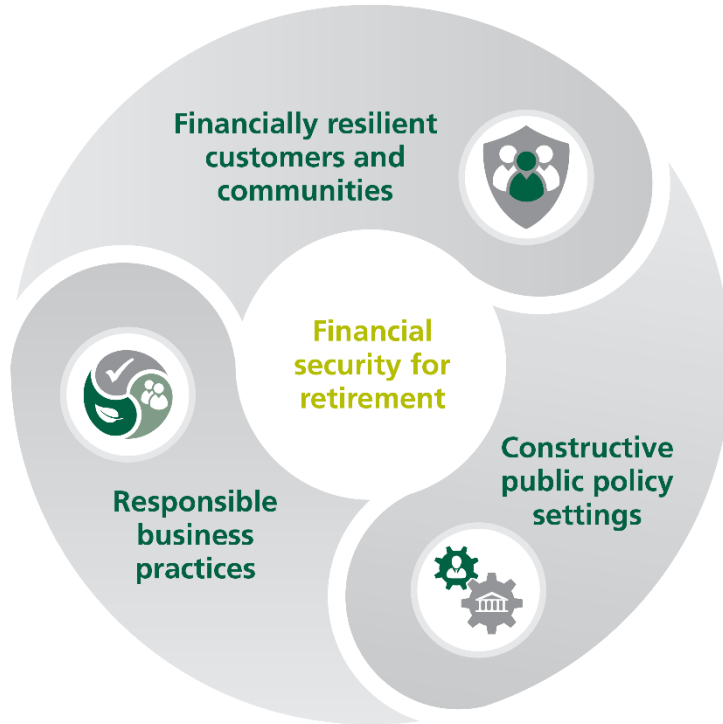 Financially resilient
customers and
communities
Financial
security for
retirement
Constructive
public policy
settings
Responsible
business
practices